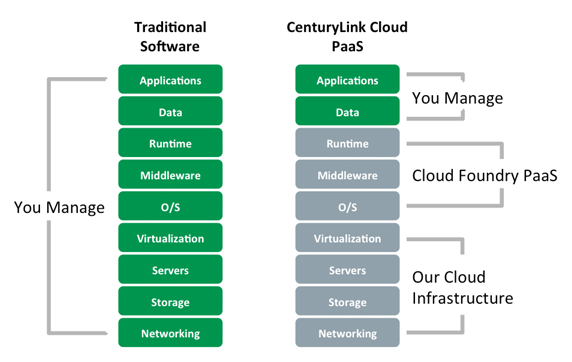 Traditional
Software
CenturyLink Cloud
PaaS
You Manage
Applications
Data
Runtime
Middleware
O/S
Virtualization
Servers
Storage
Networking
Applications
Data
Runtime
Middleware
O/S
Virtualization
Servers
Storage
Networking
You Manage
Cloud Foundry PaaS
Our Cloud
Infrastructure